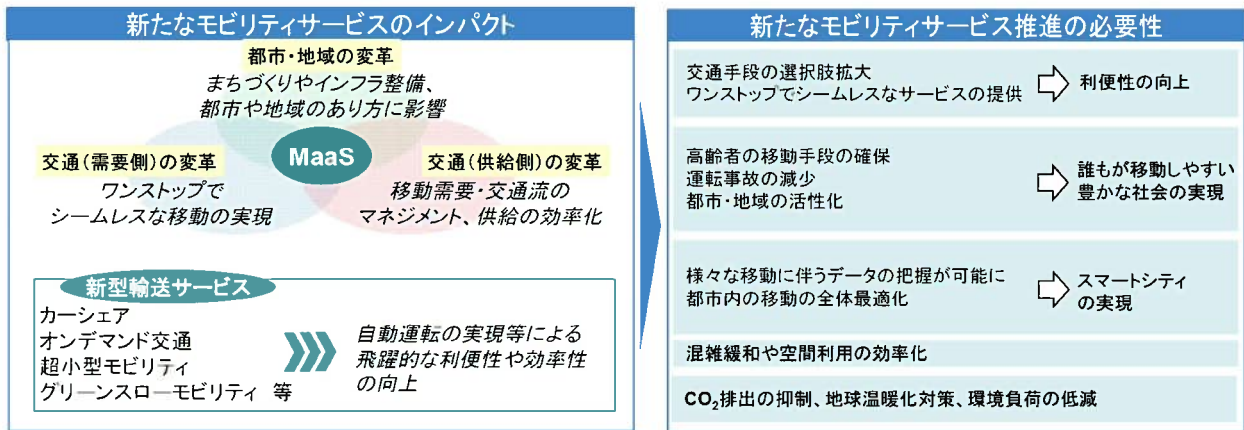 新たなモビリティサービスのインパクト
都市・地域の変革
まちづくりやインフラ整備、
都市や地域のあり方に影響
MaaS
交通(需要側)の変革
ワンストップで
シームレスな移動の実現
交通(供給側)の変革
移動需要・交通流の
マネジメント、供給の効率化
新型輸送サービス
カーシェア
オンデマンド交通
超小型モビリティ
グリーンスローモビリティ 等
自動運転の実現等による
飛躍的な利便性や効率性
の向上
新たなモビリティサービス推進の必要性
交通手段の選択肢拡大
ワンストップでシームレスなサービスの提供
利便性の向上
高齢者の移動手段の確保
運転事故の減少
都市・地域の活性化
誰もが移動しやすい
豊かな社会の実現
様々な移動に伴うデータの把握が可能に
都市内の移動の全体最適化
スマートシティ
の実現
混雑緩和や空間利用の効率化
CO₂排出の抑制、地球温暖化対策、環境負荷の低減